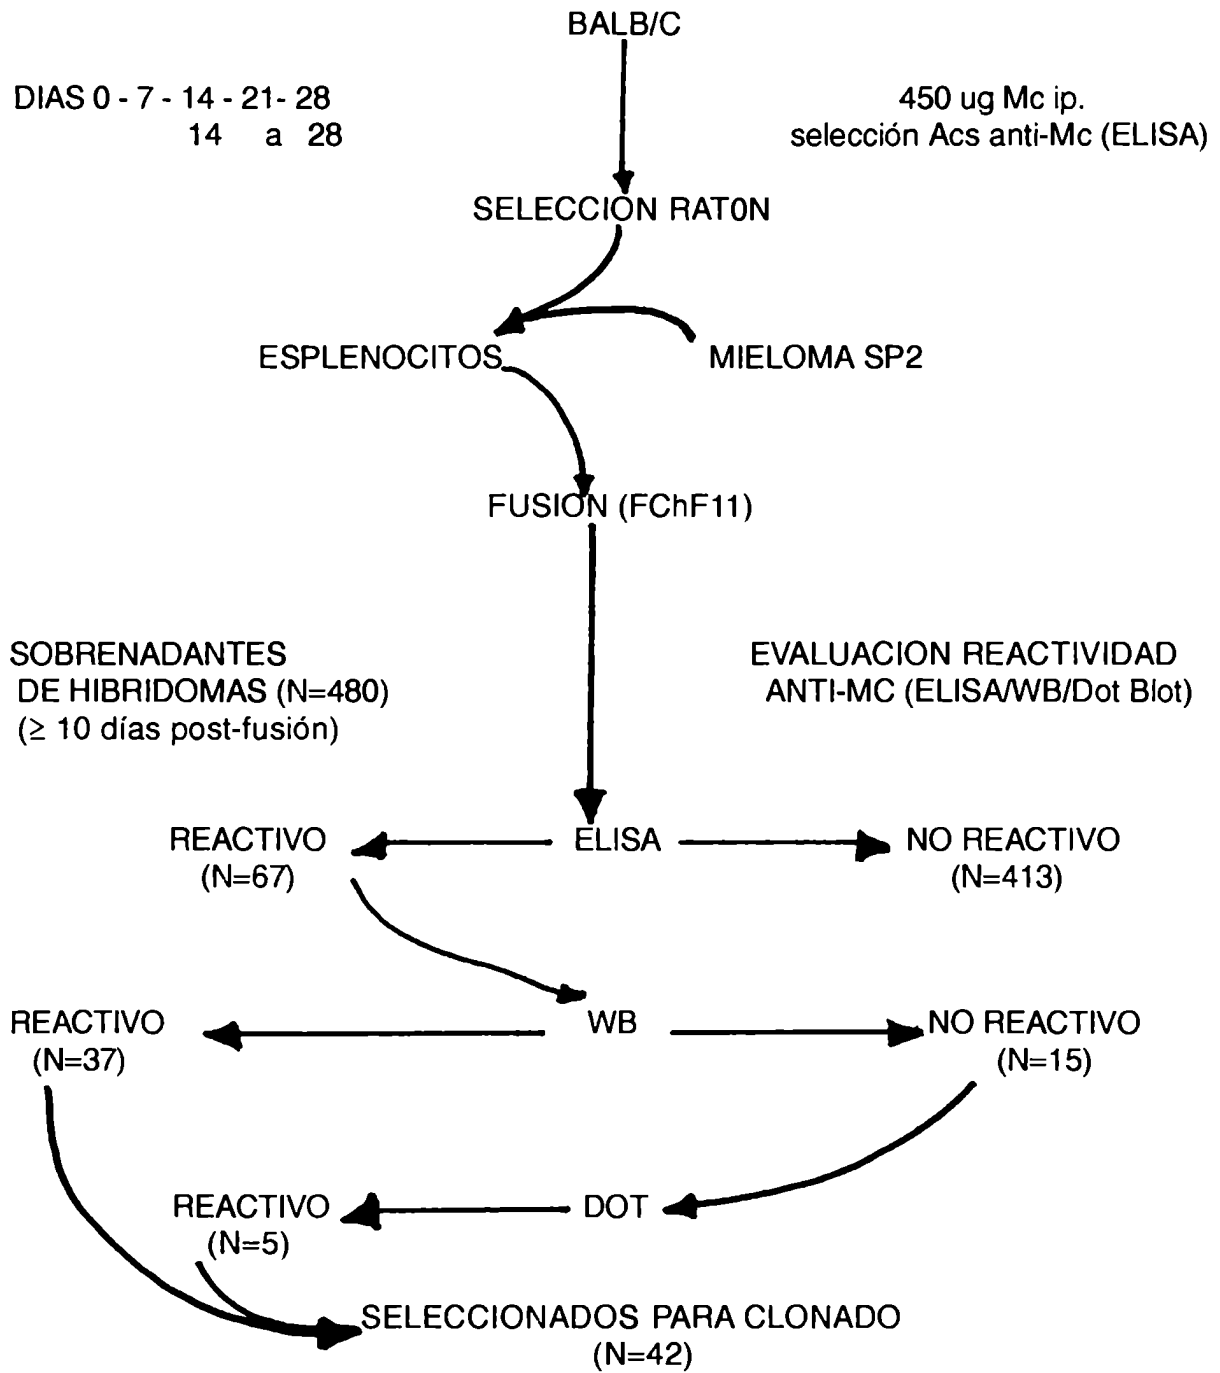 BALB/C
DIAS 0 - 7 - 14 - 21- 28
14 a 28
450 ug Mc ip.
selección Acs anti-Mc (ELISA)
SELECCION RAT0N
ESPLENOCITOS
MIELOMA SP2
FUSION (FChF11)
SOBRENADANTES
DE HIBRIDOMAS (N=480)
(≥ 10 días post-fusión)
EVALUACION REACTIVIDAD
ANTI-MC (ELISA/WB/Dot Blot)
REACTIVO
(N=67)
ELISA
NO REACTIVO
(N=413)
REACTIVO
(N=37)
WB
NO REACTIVO
(N=15)
REACTIVO
(N=5)
DOT
SELECCIONADOS PARA CLONADO
(N=42)